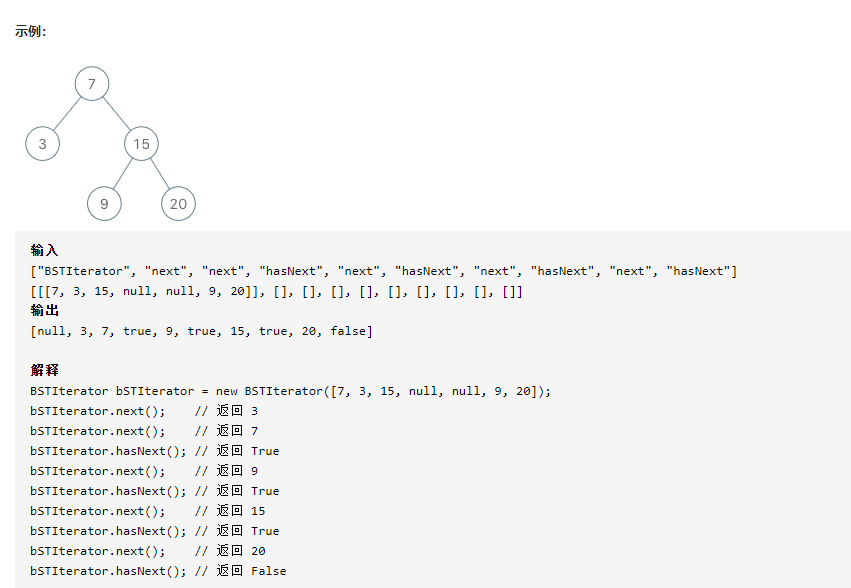 示例：
7
3
15
9
20
输入
["BSTIterator", "next", "next", "hasNext", "next", "hasNext", "next", "hasNext", "next", "hasNext"]
[[[7, 3, 15, null, null, 9, 20]], [], [], [], [], [], [], [], [], []]
输出
[null, 3, 7, true, 9, true, 15, true, 20, false]
解释
BSTIterator bSTIterator = new BSTIterator([7, 3, 15, null, null, 9, 20]);
bSTIterator.next();    // 返回 3
bSTIterator.next();    // 返回 7
bSTIterator.hasNext(); // 返回 True
bSTIterator.next();    // 返回 9
bSTIterator.hasNext(); // 返回 True
bSTIterator.next();    // 返回 15
bSTIterator.hasNext(); // 返回 True
bSTIterator.next();    // 返回 20
bSTIterator.hasNext(); // 返回 False